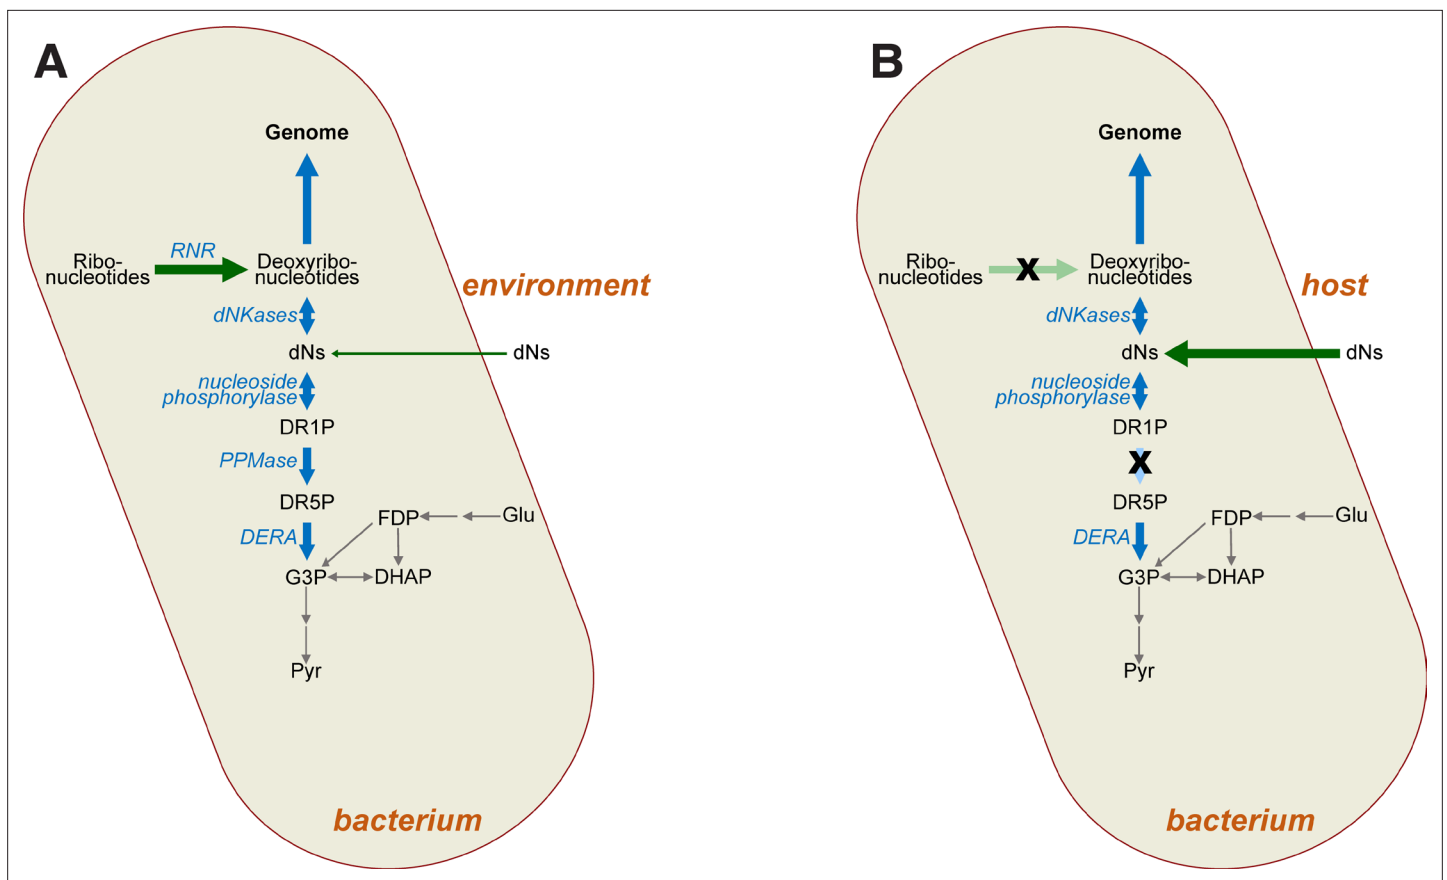 A
Genome
RNR
Ribo-
nucleotides
Deoxyribo-
nucleotides
environment
dNKases
dNs
dNs
nucleoside
phosphorylase
DR1P
PPMase
DR5P
FDP
Glu
DERA
G3P
DHAP
Pyr
bacterium
B
Genome
Ribo-
nucleotides
X
Deoxyribo-
nucleotides
host
dNKases
dNs
dNs
nucleoside
phosphorylase
DR1P
X
DR5P
FDP
Glu
DERA
G3P
DHAP
Pyr
bacterium